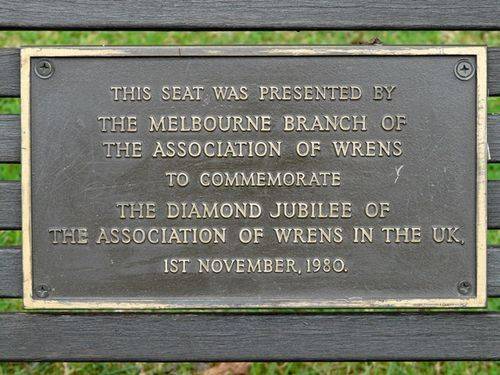 THIS SEAT WAS PRESENTED BY
THE MELBOURNE BRANCH OF
THE ASSOCIATION OF WRENS
TO COMMEMORATE
THE DIAMOND JUBILEE OF
THE ASSOCIATION OF WRENS IN THE UK,
1ST NOVEMBER, 1980.